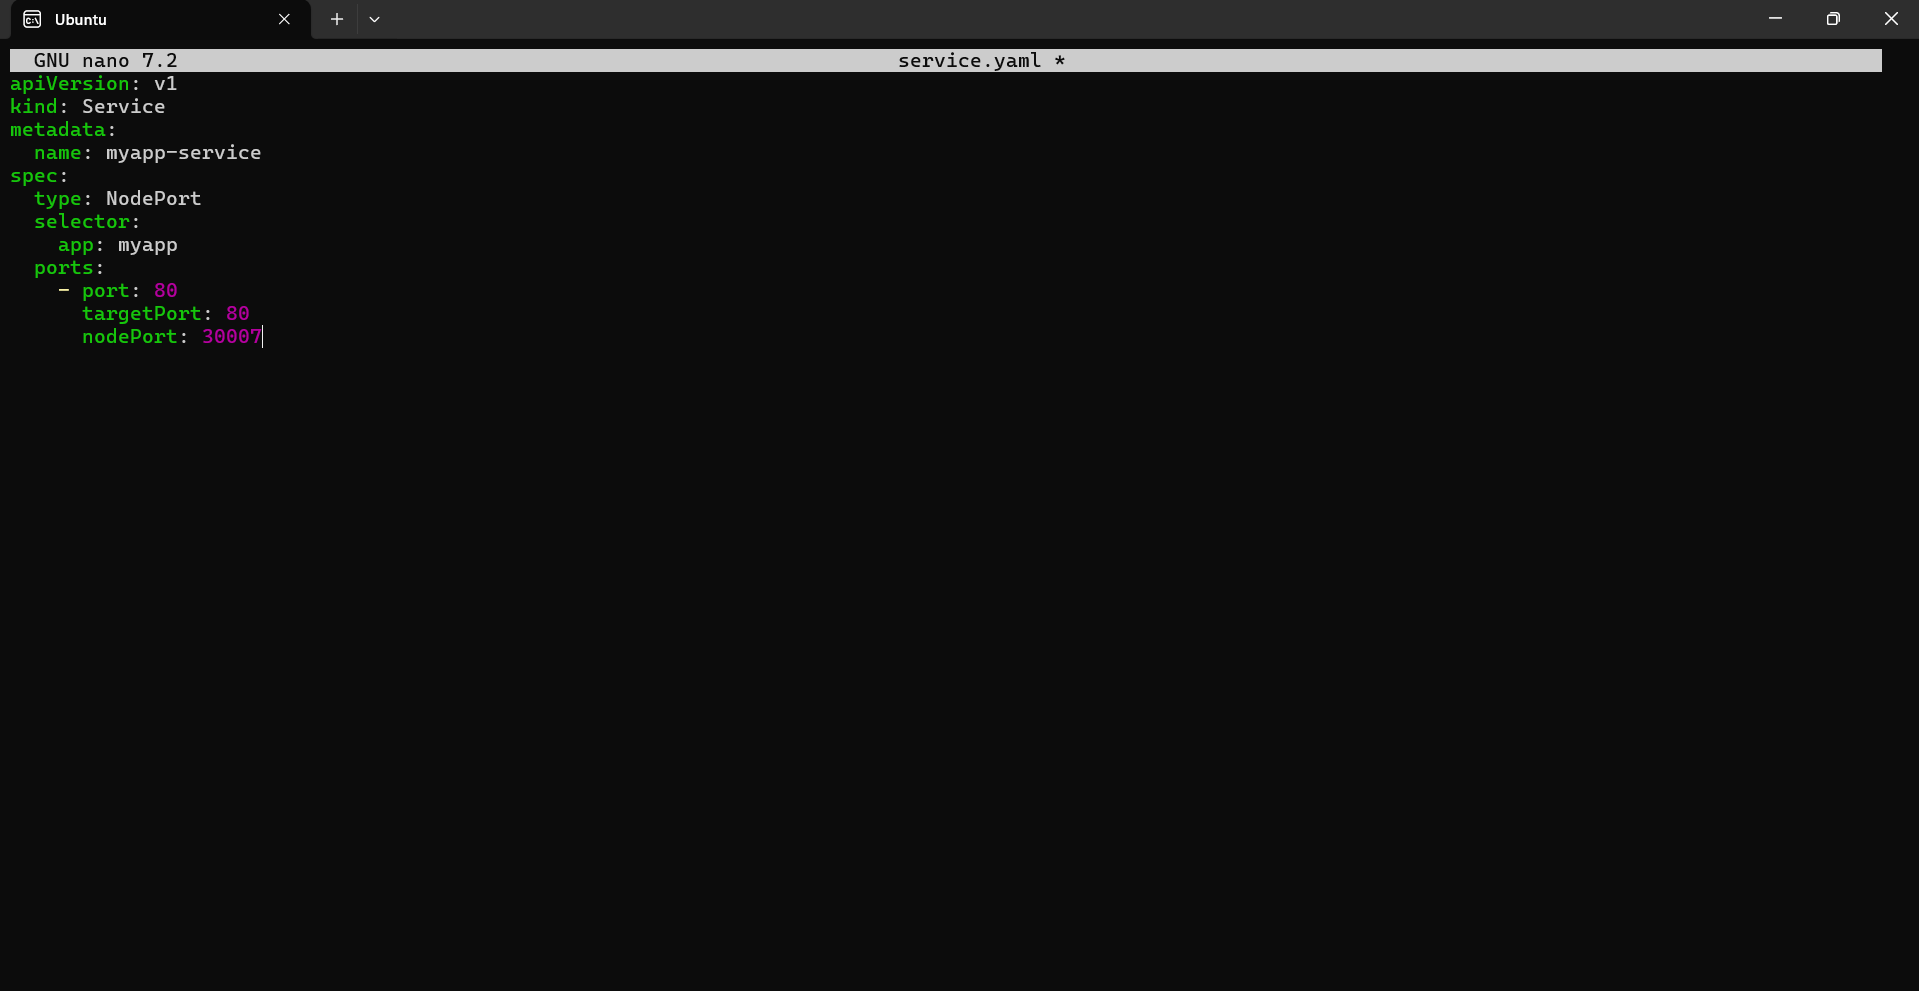 Ubuntu
GNU nano 7.2 service.yaml *
apiVersion: v1
kind: Service
metadata:
  name: myapp-service
spec:
  type: NodePort
  selector:
    app: myapp
  ports:
    - port: 80
      targetPort: 80
      nodePort: 30007